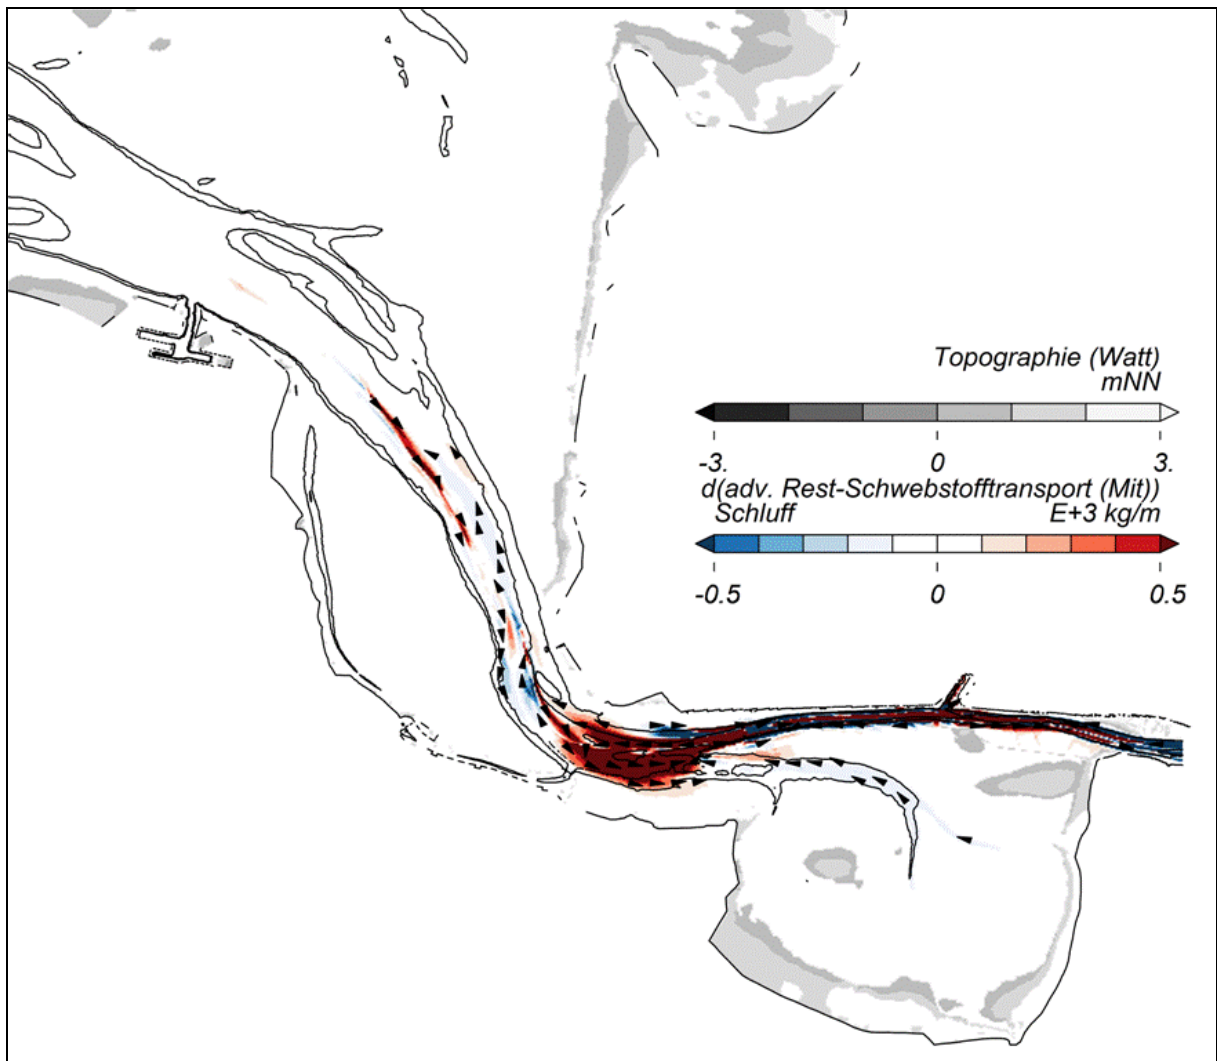 Topographie (Watt)
mNN
-3. 0 3.
d(adv. Rest-Schwebstofftransport (Mit))
Schluff E+3 kg/m
-0.5 0 0.5